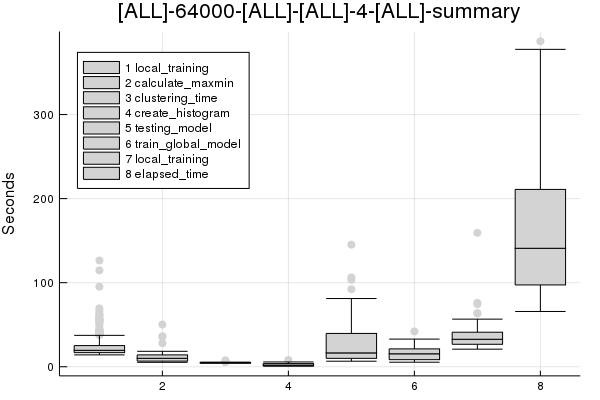 [ALL]-64000-[ALL]-[ALL]-4-[ALL]-summary
Seconds
300
200
100
0
1 local_training
2 calculate_maxmin
3 clustering_time
4 create_histogram
5 testing_model
6 train_global_model
7 local_training
8 elapsed_time
2
4
6
8